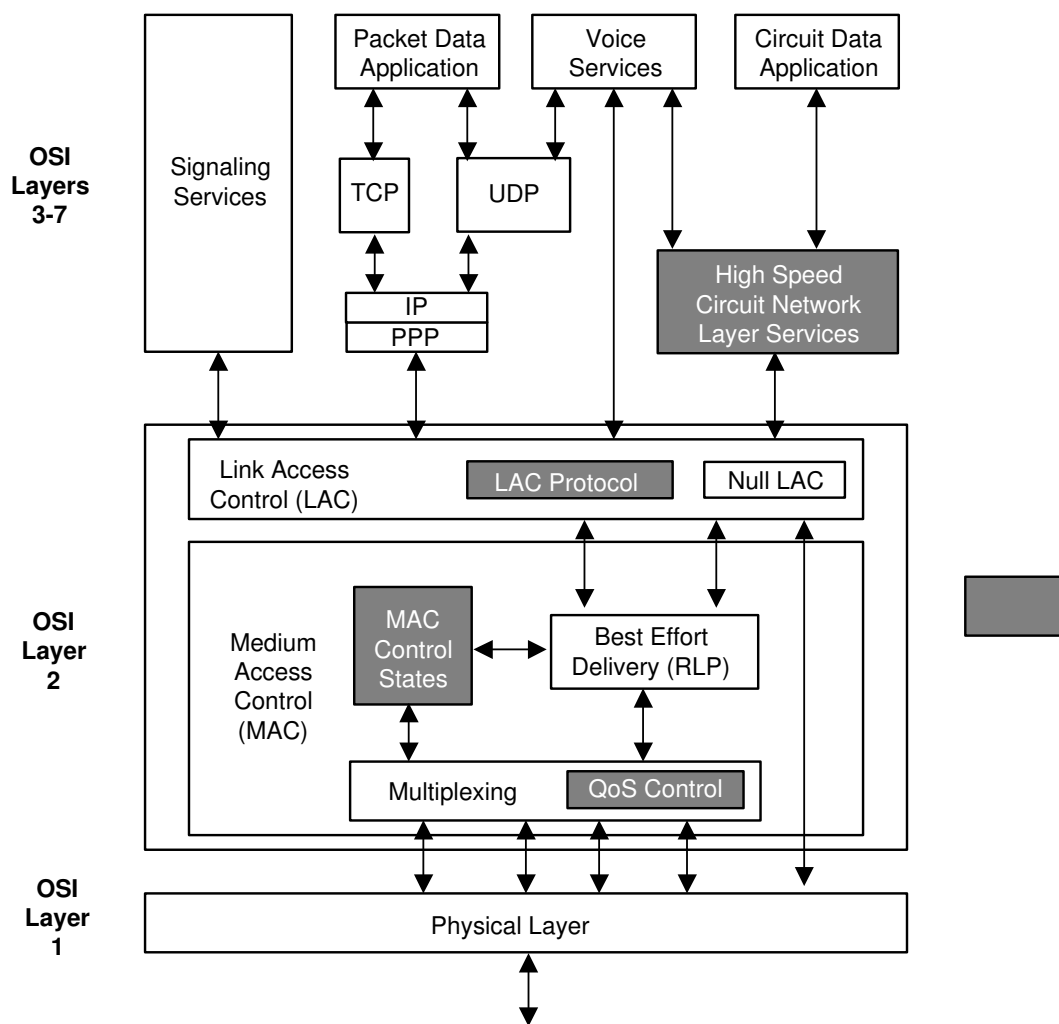 Packet Data
Application
Voice
Services
Circuit Data
Application
OSI
Layers
3-7
Signaling
Services
TCP
UDP
High Speed
Circuit Network
Layer Services
IP
PPP
Link Access
Control (LAC)
LAC Protocol
Null LAC
OSI
Layer
2
Medium
Access
Control
(MAC)
MAC
Control
States
Best Effort
Delivery (RLP)
Multiplexing
QoS Control
OSI
Layer
1
Physical Layer